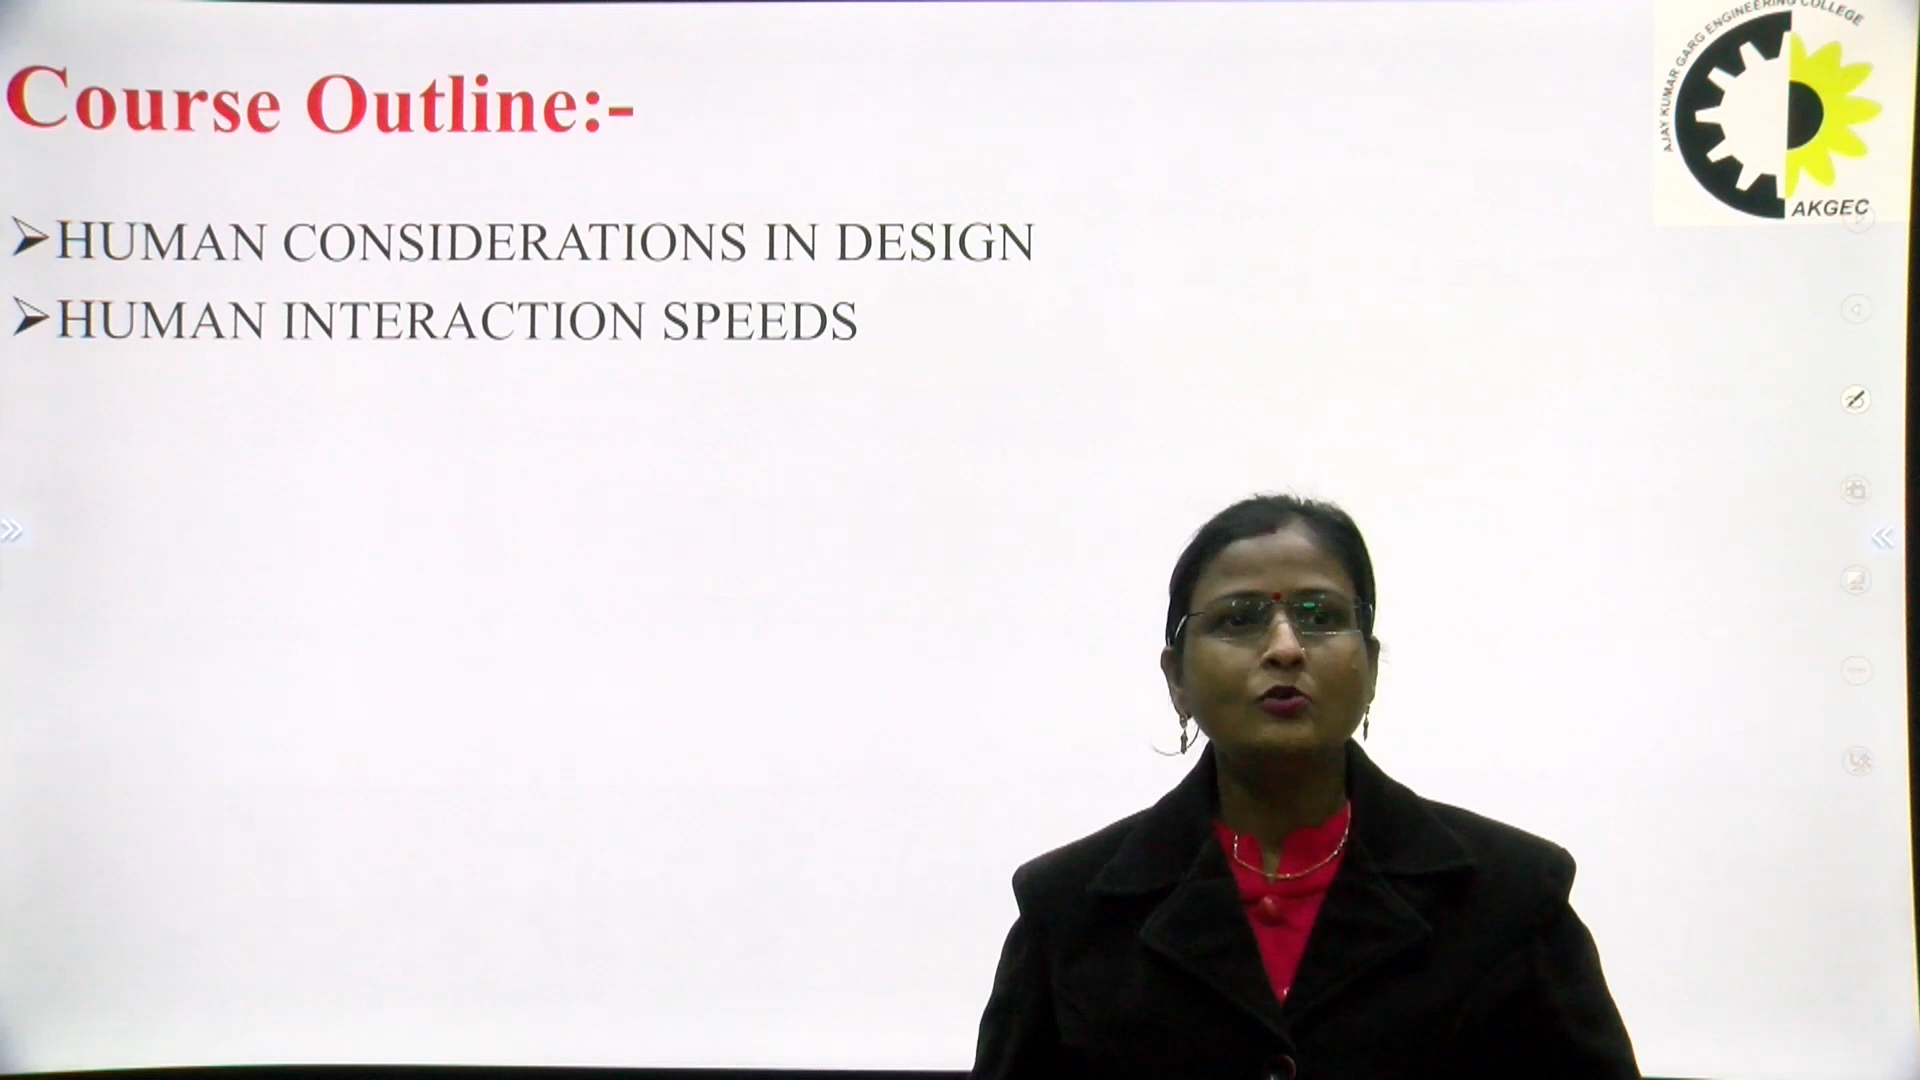 Course Outline:-
➢HUMAN CONSIDERATIONS IN DESIGN
➢HUMAN INTERACTION SPEEDS
AJAY KUMAR GARG ENGINEERING COLLEGE
AKGEC